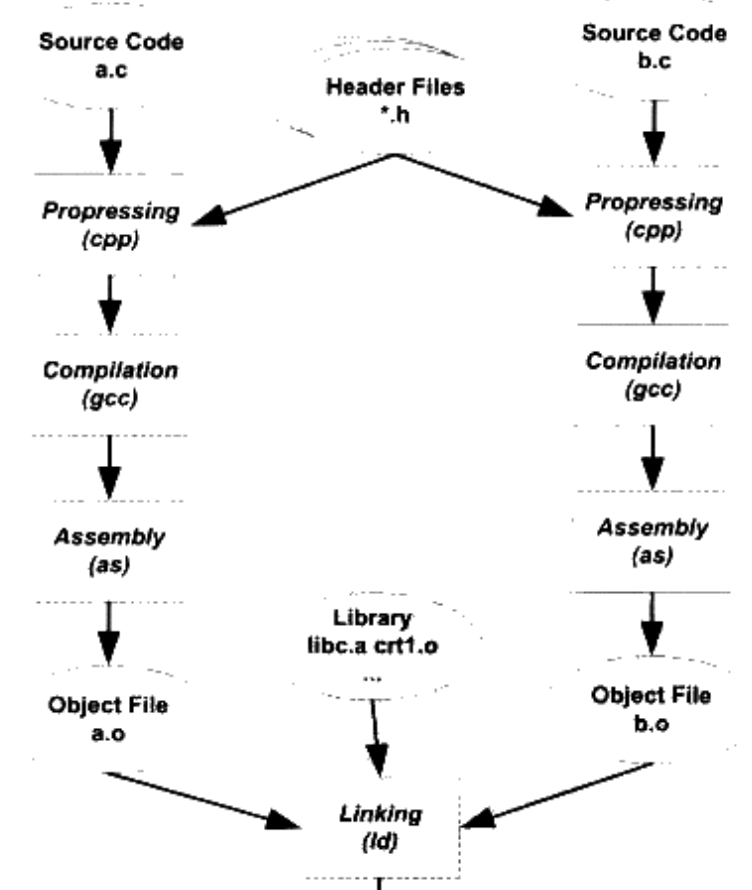 Source Code
a.c
Header Files
*.h
Source Code
b.c
Propressing
(cpp)
Propressing
(cpp)
Compilation
(gcc)
Compilation
(gcc)
Assembly
(as)
Assembly
(as)
Library
libc.a crt1.o
...
Object File
a.o
Object File
b.o
Linking
(ld)